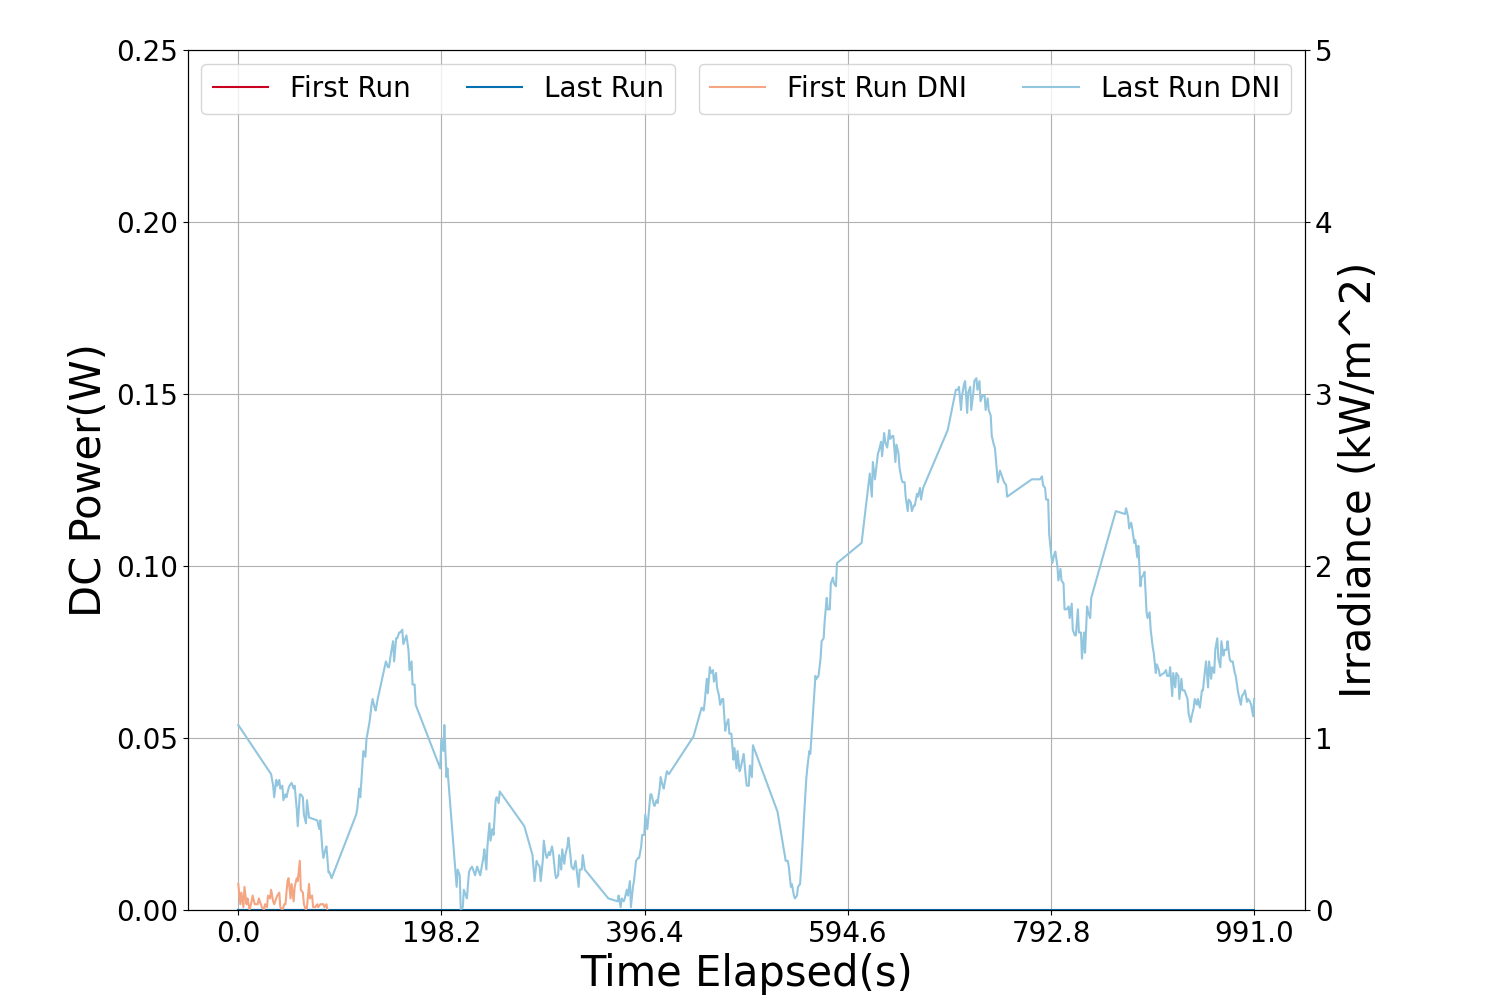 First Run
Last Run
First Run DNI
Last Run DNI
DC Power(W)
0.25
0.20
0.15
0.10
0.05
0.00
5
4
3
2
1
0
Irradiance (kW/m^2)
0.0 198.2 396.4 594.6 792.8 991.0
Time Elapsed(s)